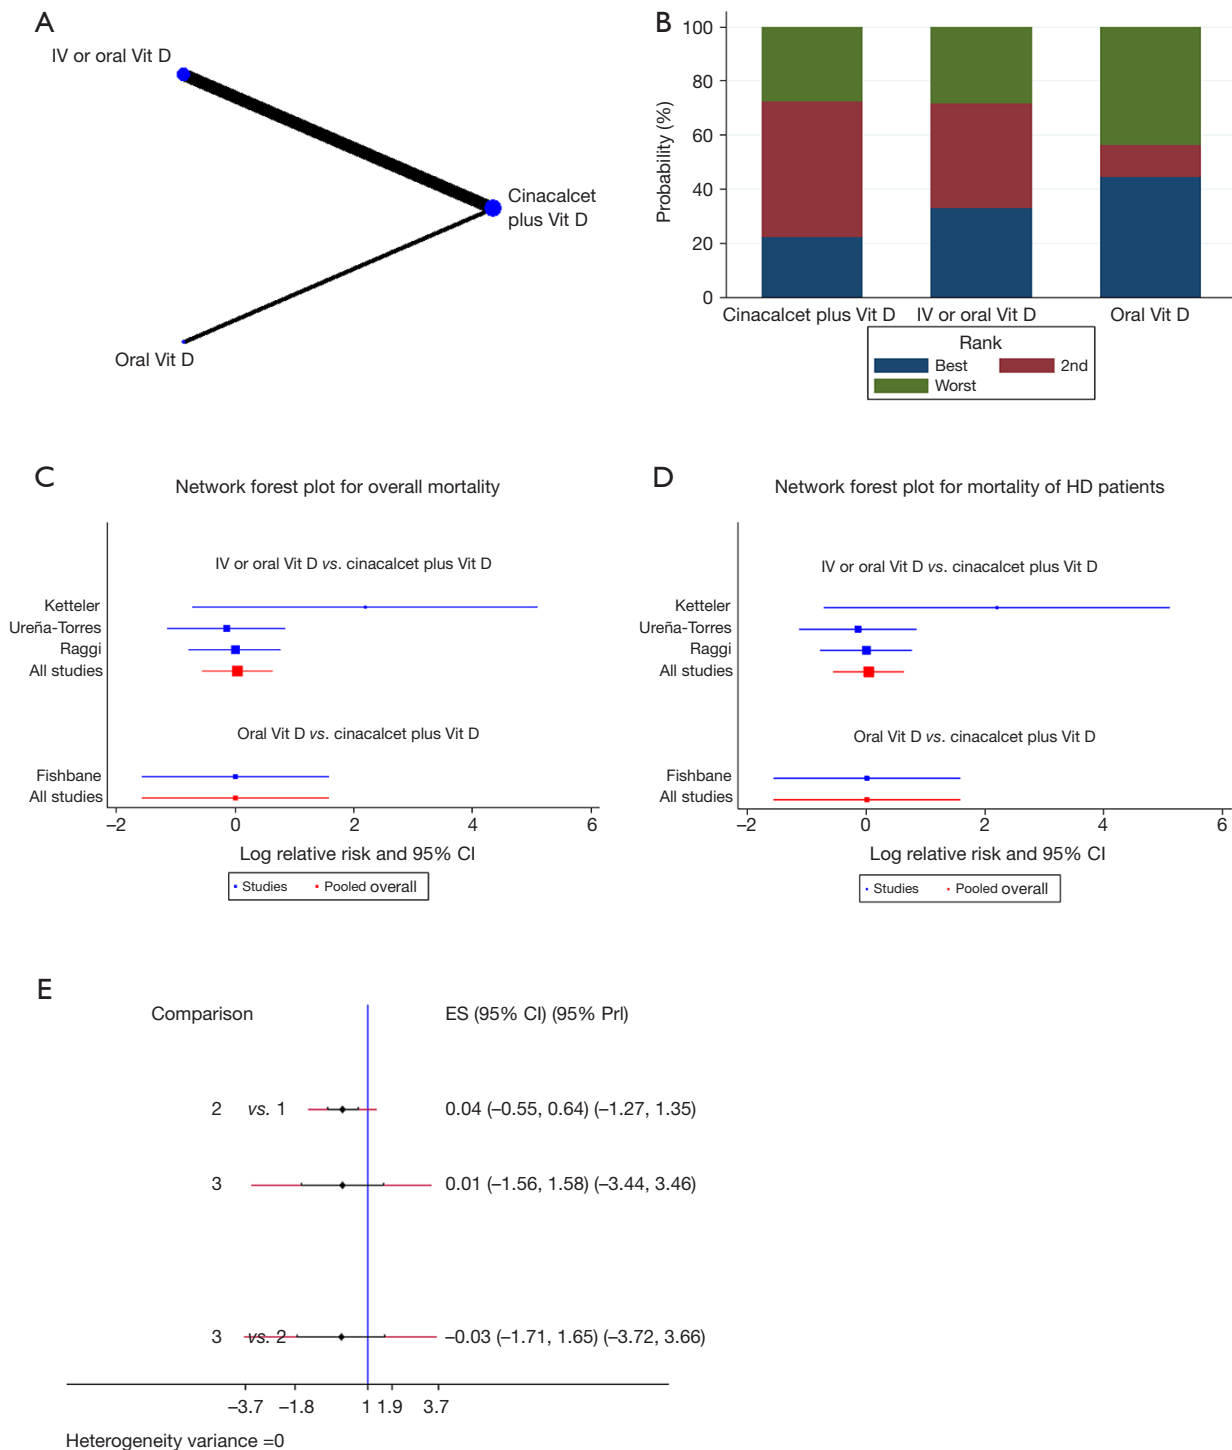 A
IV or oral Vit D
Cinacalcet
plus Vit D
Oral Vit D
B
Probability (%)
100
80
60
40
20
0
Cinacalcet plus Vit D IV or oral Vit D Oral Vit D
Rank
Best 2nd
Worst
C
Network forest plot for overall mortality
IV or oral Vit D vs. cinacalcet plus Vit D
Ketteler
Ureña-Torres
Raggi
All studies
Oral Vit D vs. cinacalcet plus Vit D
Fishbane
All studies
–2 0 2 4 6
Log relative risk and 95% CI
Studies Pooled overall
D
Network forest plot for mortality of HD patients
IV or oral Vit D vs. cinacalcet plus Vit D
Ketteler
Ureña-Torres
Raggi
All studies
Oral Vit D vs. cinacalcet plus Vit D
Fishbane
All studies
–2 0 2 4 6
Log relative risk and 95% CI
Studies Pooled overall
E
Comparison ES (95% CI) (95% PrI)
2 vs. 1 0.04 (–0.55, 0.64) (–1.27, 1.35)
3 0.01 (–1.56, 1.58) (–3.44, 3.46)
3 vs. 2 –0.03 (–1.71, 1.65) (–3.72, 3.66)
–3.7 –1.8 1 1.9 3.7
Heterogeneity variance =0